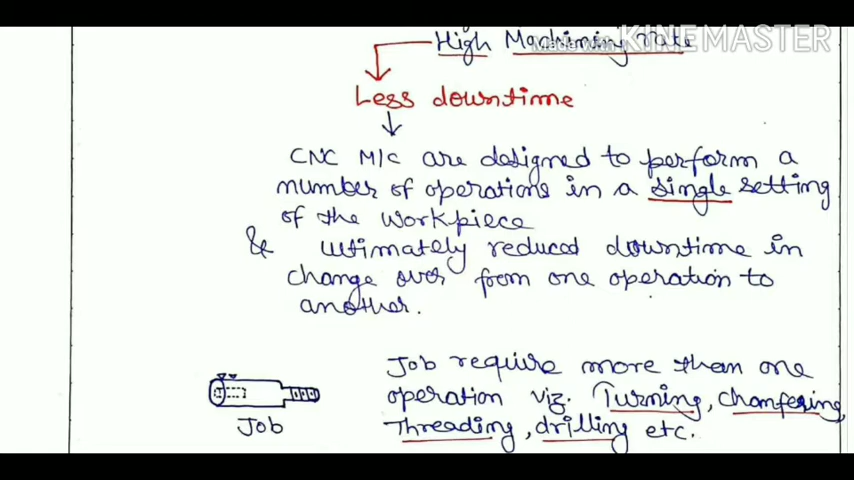 High Machining rate
Made with KINEMASTER
Less downtime
CNC M/C are designed to perform a
number of operations in a single setting
of the workpiece
& ultimately reduced downtime in
change over from one operation to
another.
Job require more than one
operation viz. Turning, chamfering,
Threading, drilling etc.
Job